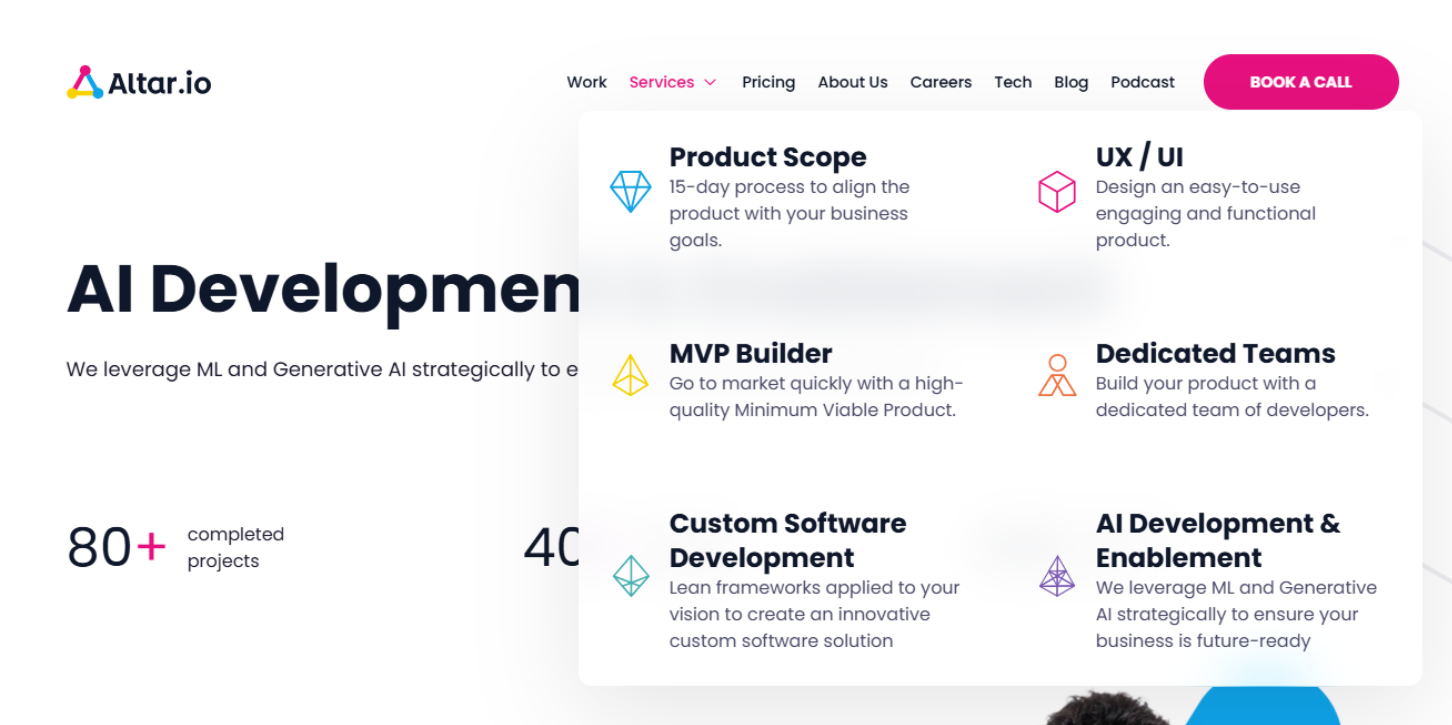 Altar.io
Work Services Pricing About Us Careers Tech Blog Podcast BOOK A CALL
Product Scope
15-day process to align the
product with your business
goals.
UX / UI
Design an easy-to-use
engaging and functional
product.
AI Developmen
We leverage ML and Generative AI strategically to e
MVP Builder
Go to market quickly with a high-
quality Minimum Viable Product.
Dedicated Teams
Build your product with a
dedicated team of developers.
80+ completed
projects
40
Custom Software
Development
Lean frameworks applied to your
vision to create an innovative
custom software solution
AI Development &
Enablement
We leverage ML and Generative
AI strategically to ensure your
business is future-ready